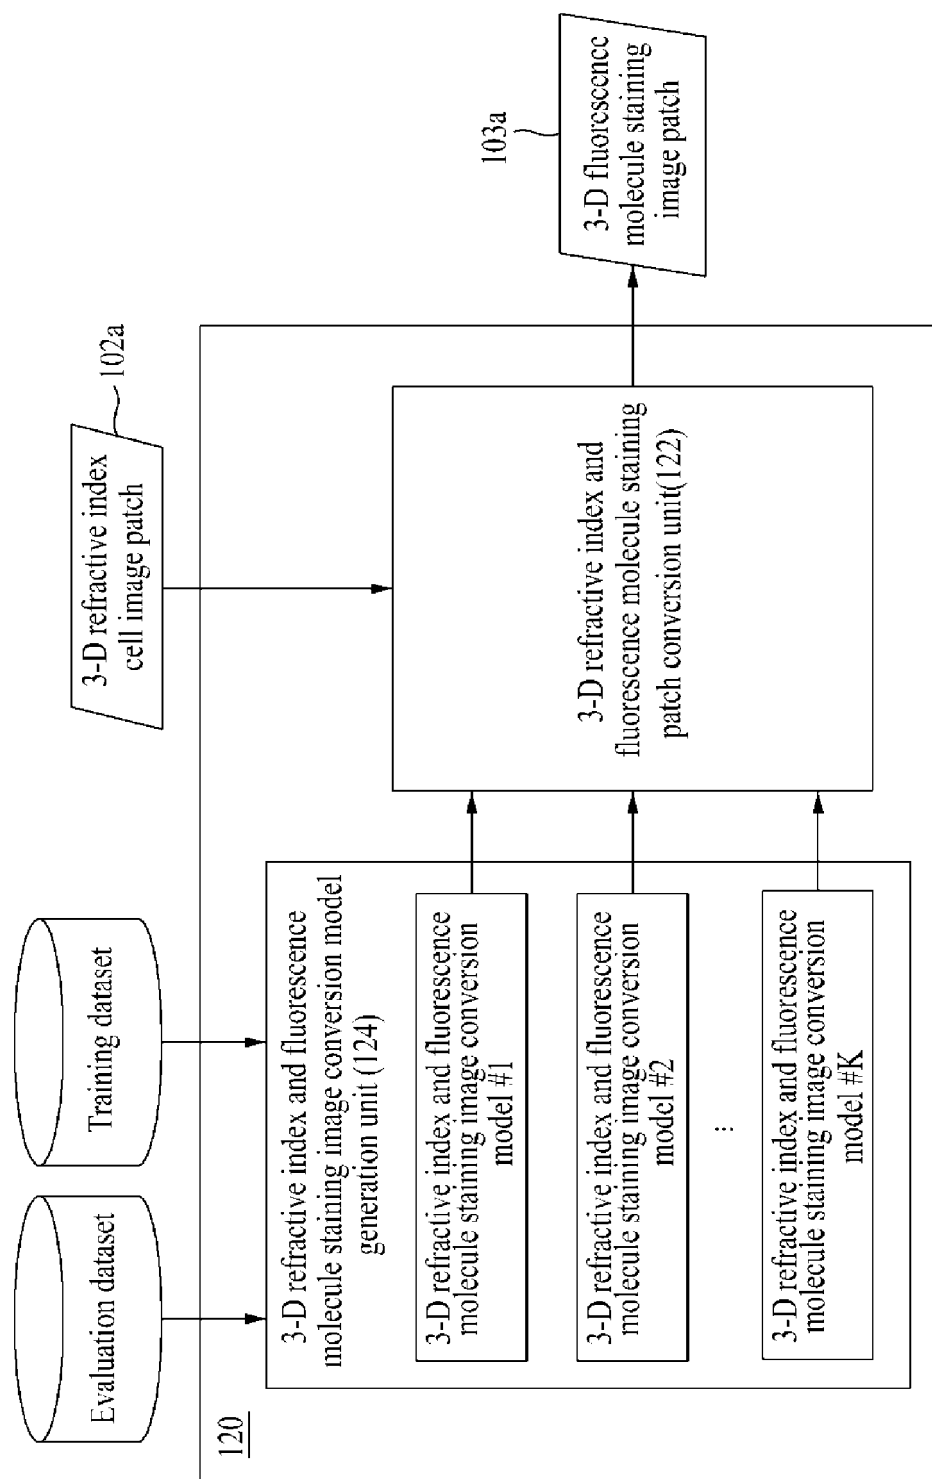 Evaluation dataset
Training dataset
3-D refractive index
cell image patch
102a
120
3-D refractive index and fluorescence
molecule staining image conversion model
generation unit (124)
3-D refractive index and fluorescence
molecule staining image conversion
model #1
3-D refractive index and fluorescence
molecule staining image conversion
model #2
...
3-D refractive index and fluorescence
molecule staining image conversion
model #K
3-D refractive index and
fluorescence molecule staining
patch conversion unit(122)
103a
3-D fluorescence
molecule staining
image patch